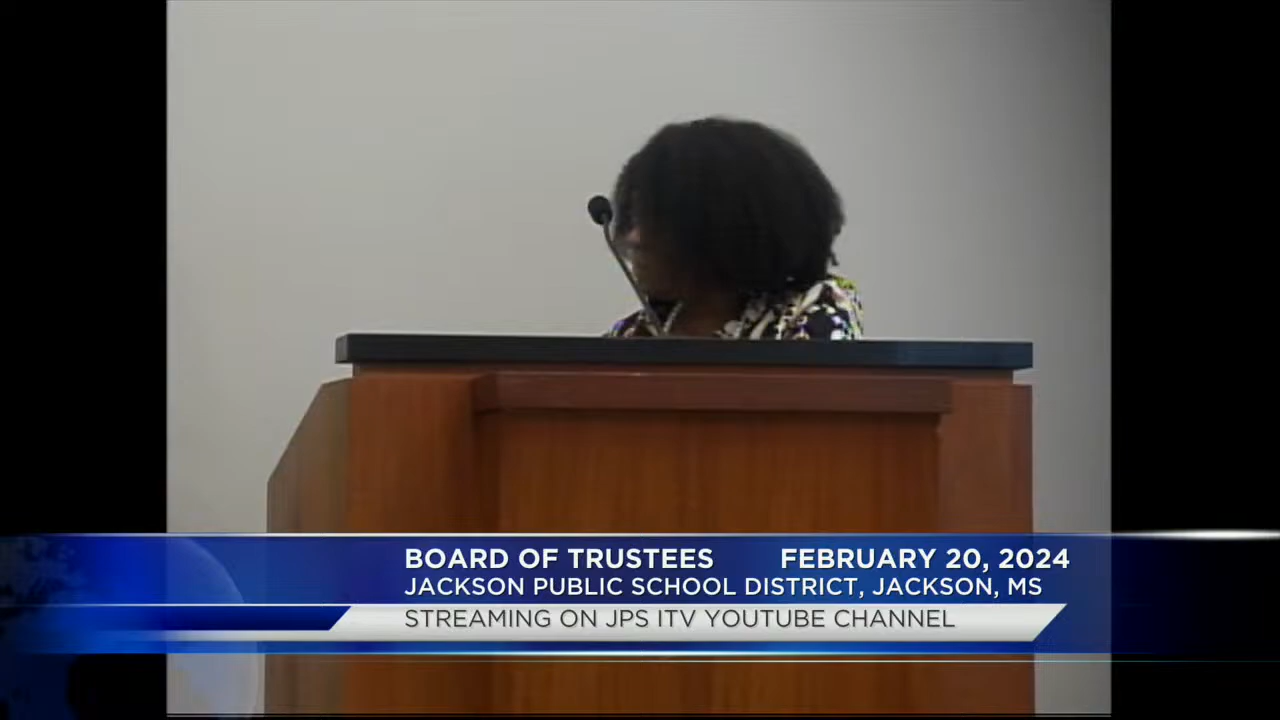 BOARD OF TRUSTEES FEBRUARY 20, 2024
JACKSON PUBLIC SCHOOL DISTRICT, JACKSON, MS
STREAMING ON JPS ITV YOUTUBE CHANNEL